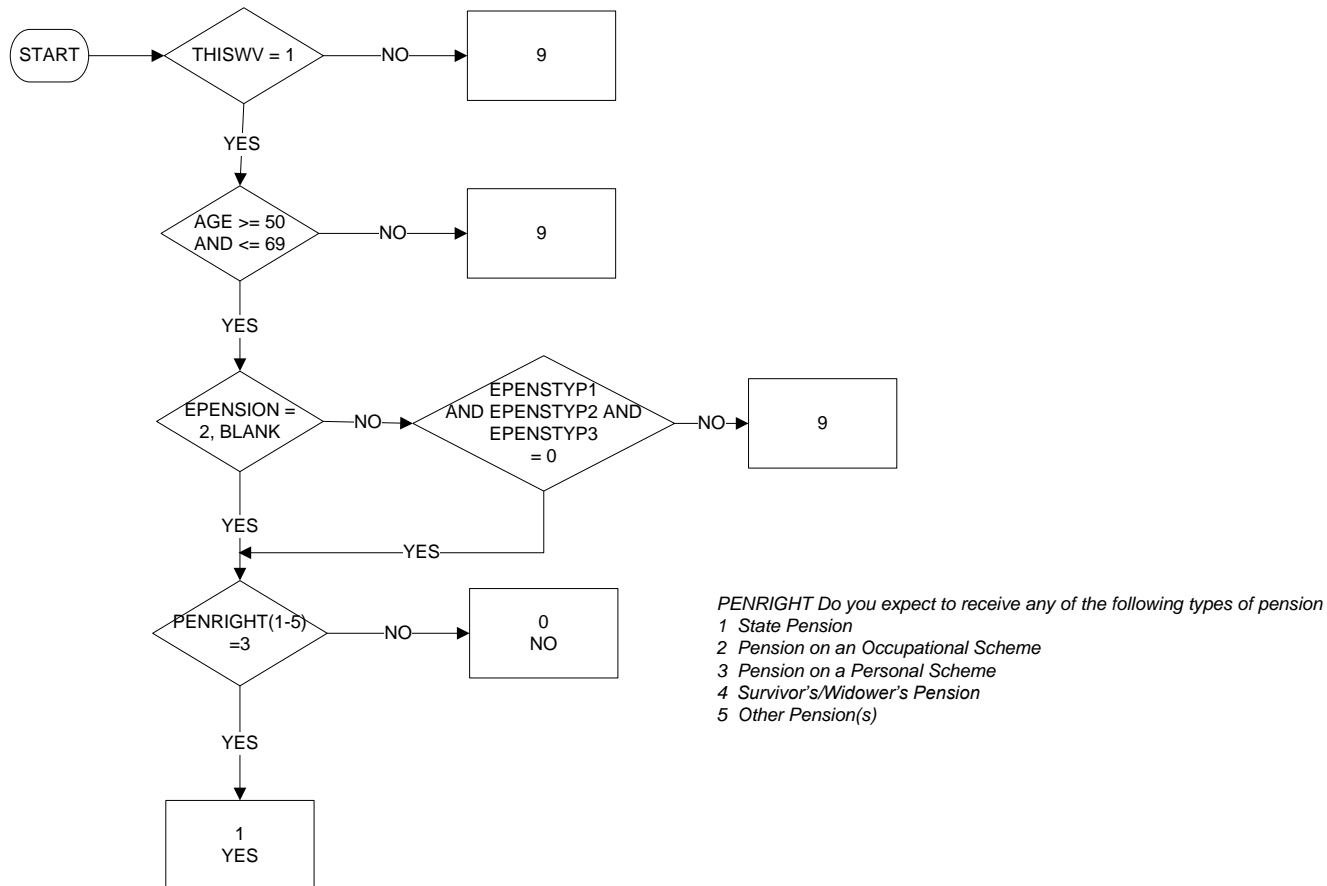 START
THISWV = 1
NO
9
YES
AGE >= 50
AND <= 69
NO
9
YES
EPENSION =
2, BLANK
NO
EPENSTYP1
AND EPENSTYP2 AND
EPENSTYP3
= 0
NO
9
YES
YES
PENRIGHT(1-5)
=3
NO
0
NO
YES
1
YES
PENRIGHT Do you expect to receive any of the following types of pension
1 State Pension
2 Pension on an Occupational Scheme
3 Pension on a Personal Scheme
4 Survivor's/Widower's Pension
5 Other Pension(s)